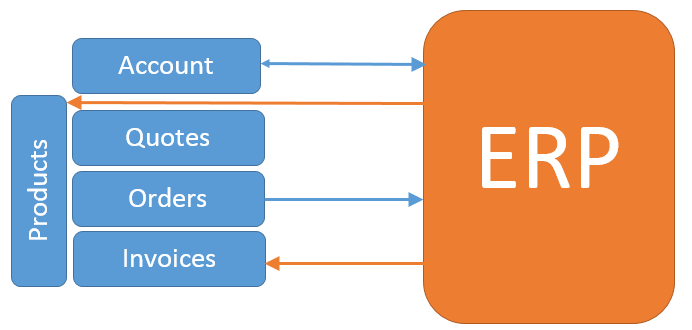 Account
Products
Quotes
Orders
Invoices
ERP